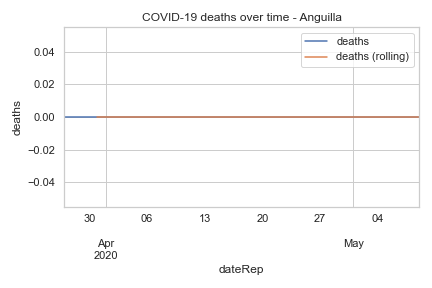 COVID-19 deaths over time - Anguilla
deaths
deaths (rolling)
0.04
0.02
0.00
−0.02
−0.04
deaths
30 06 13 20 27 04
Apr May
2020
dateRep